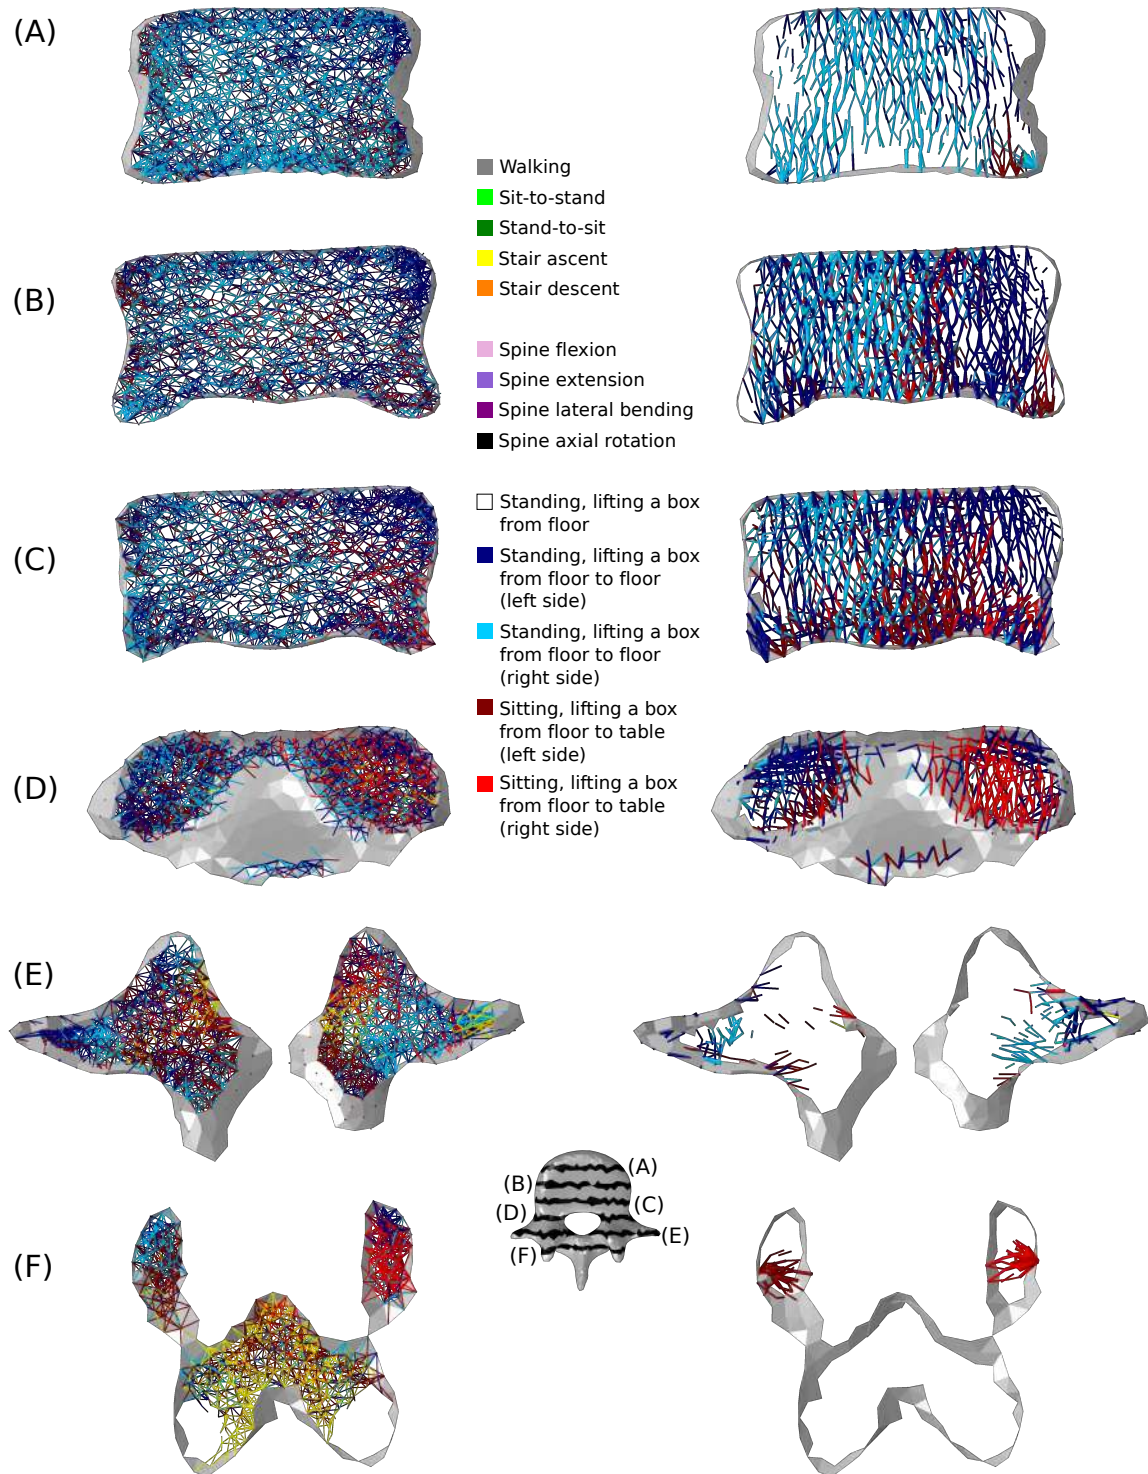 (A)
Walking
Sit-to-stand
Stand-to-sit
Stair ascent
(B)
Stair descent
Spine flexion
Spine extension
Spine lateral bending
Spine axial rotation
Standing, lifting a box
from floor
(C)
Standing, lifting a box
from floor to floor
(left side)
Standing, lifting a box
from floor to floor
(right side)
Sitting, lifting a box
from floor to table
(left side)
(D)
Sitting, lifting a box
from floor to table
(right side)
(E)
(A)
(B)
(C)
(D)
(E)
(F)
(F)